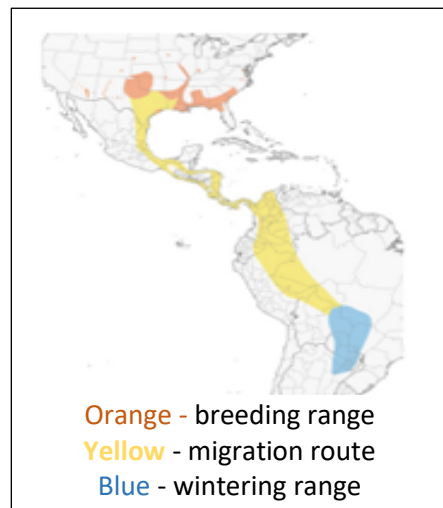 Orange - breeding range
Yellow - migration route
Blue - wintering range